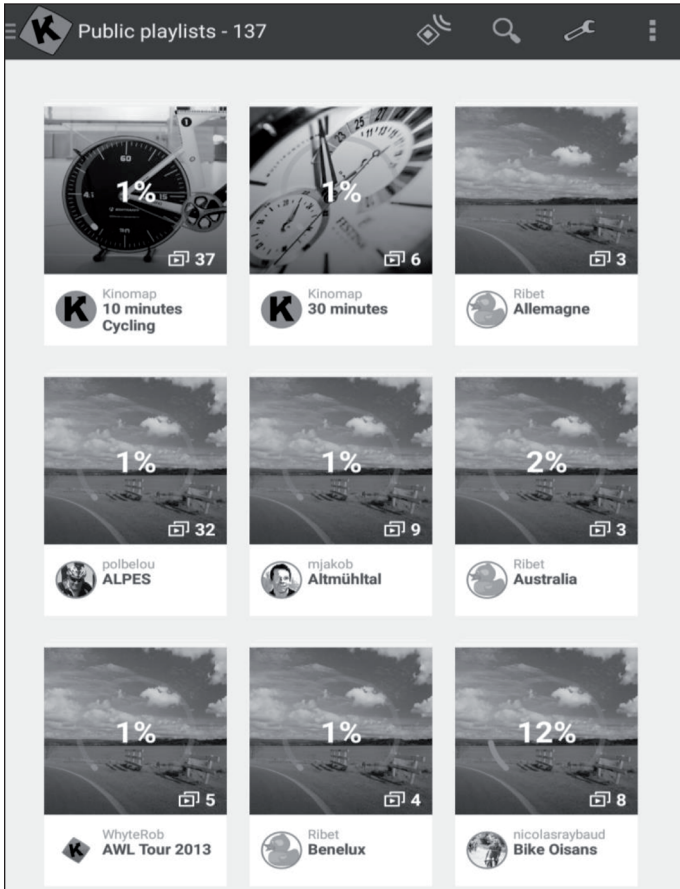 Public playlists - 137
1%
37
Kinomap
10 minutes
Cycling
1%
6
Kinomap
30 minutes
3
Ribet
Allemagne
1%
32
polbelou
ALPES
1%
9
mjakob
Altmühltal
2%
3
Ribet
Australia
1%
5
WhyteRob
AWL Tour 2013
1%
4
Ribet
Benelux
12%
8
nicolasraybaud
Bike Oisans